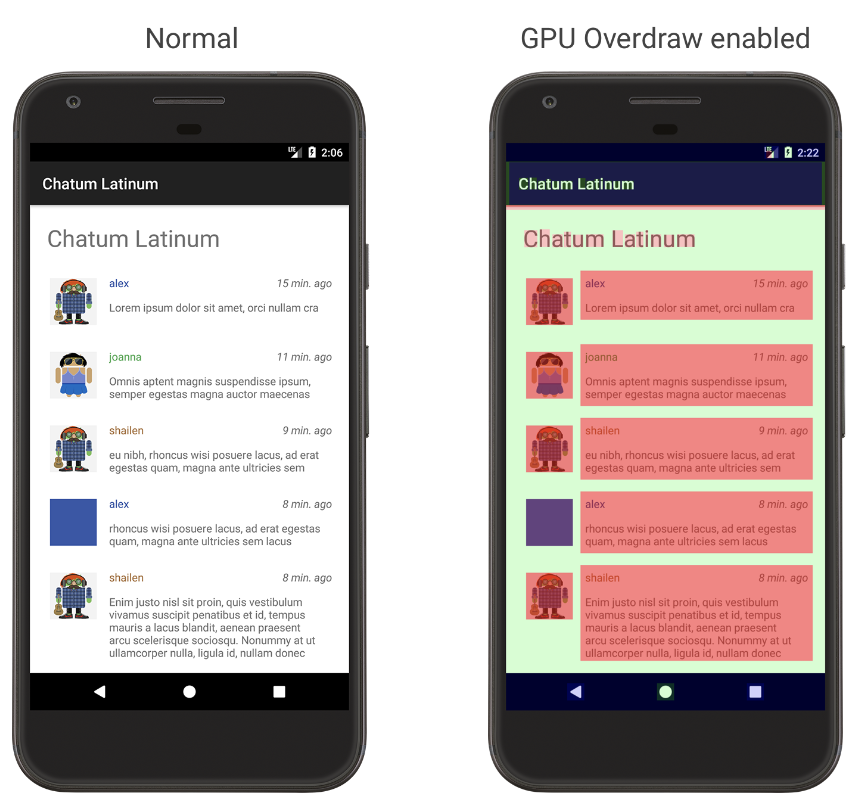 Normal
LTE 2:06
Chatum Latinum
Chatum Latinum
alex 15 min. ago
Lorem ipsum dolor sit amet, orci nullam cra
joanna 11 min. ago
Omnis aptent magnis suspendisse ipsum,
semper egestas magna auctor maecenas
shailen 9 min. ago
eu nibh, rhoncus wisi posuere lacus, ad erat
egestas quam, magna ante ultricies sem
alex 8 min. ago
rhoncus wisi posuere lacus, ad erat egestas
quam, magna ante ultricies sem lacus
shailen 8 min. ago
Enim justo nisl sit proin, quis vestibulum
vivamus suscipit penatibus et id, tempus
mauris a lacus blandit, aenean praesent
arcu scelerisque sociosqu. Nonummy at ut
ullamcorper nulla, ligula id, nullam donec
GPU Overdraw enabled
LTE 2:22
Chatum Latinum
Chatum Latinum
alex 15 min. ago
Lorem ipsum dolor sit amet, orci nullam cra
joanna 11 min. ago
Omnis aptent magnis suspendisse ipsum,
semper egestas magna auctor maecenas
shailen 9 min. ago
eu nibh, rhoncus wisi posuere lacus, ad erat
egestas quam, magna ante ultricies sem
alex 8 min. ago
rhoncus wisi posuere lacus, ad erat egestas
quam, magna ante ultricies sem lacus
shailen 8 min. ago
Enim justo nisl sit proin, quis vestibulum
vivamus suscipit penatibus et id, tempus
mauris a lacus blandit, aenean praesent
arcu scelerisque sociosqu. Nonummy at ut
ullamcorper nulla, ligula id, nullam donec